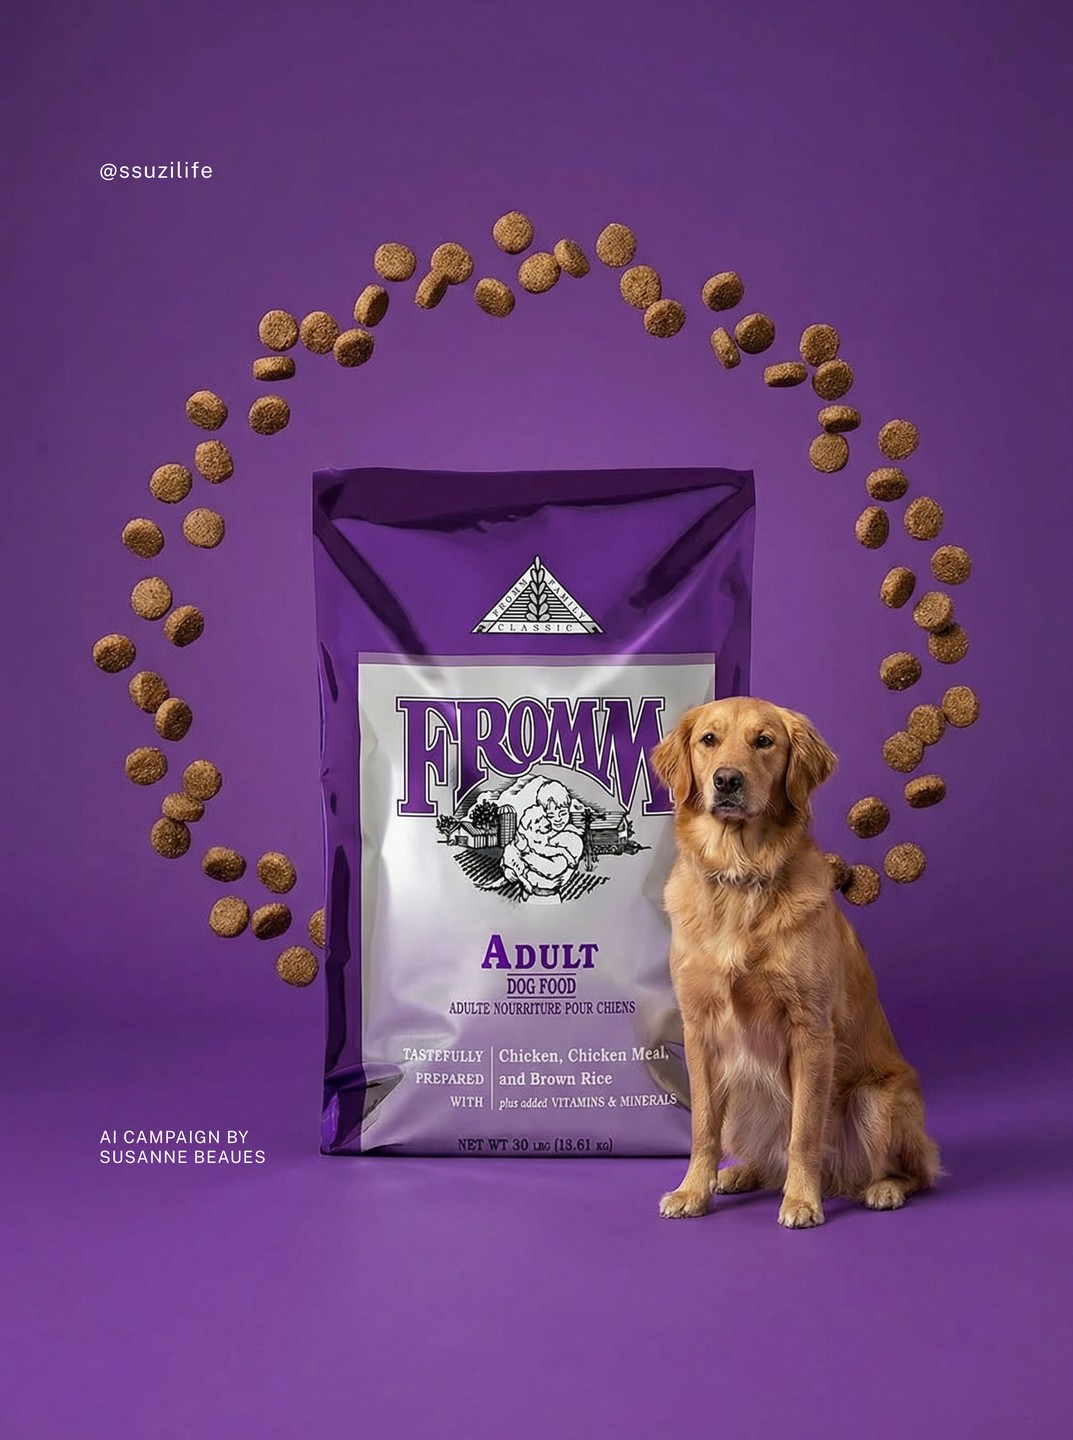 @ssuzilife
FROMM FAMILY
CLASSIC
FROMM
ADULT
DOG FOOD
ADULTE NOURRITURE POUR CHIENS
TASTEFULLY
PREPARED
WITH
Chicken, Chicken Meal,
and Brown Rice
plus added VITAMINS & MINERALS
NET WT 30 LBG (13.61 KG)
AI CAMPAIGN BY
SUSANNE BEAUES